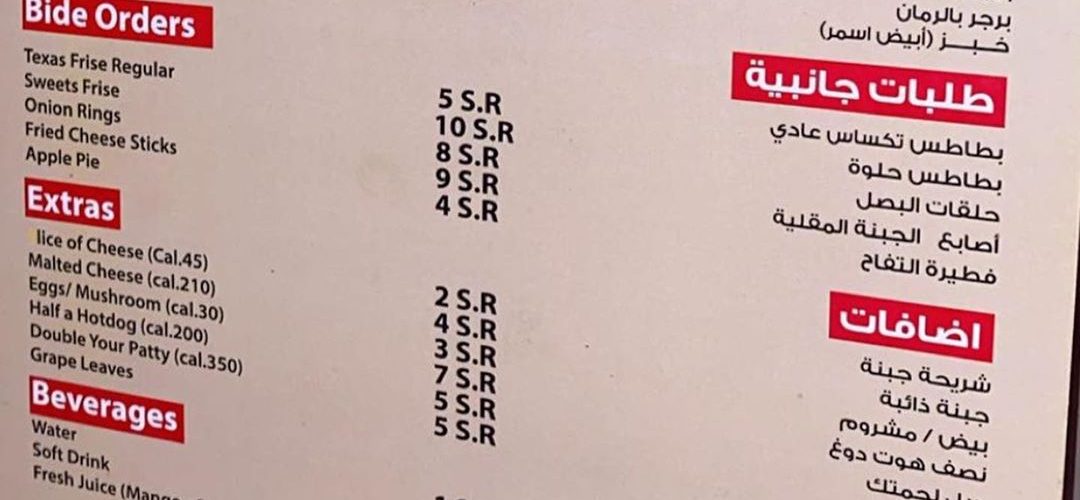 Bide Orders
Texas Frise Regular
Sweets Frise
Onion Rings
Fried Cheese Sticks
Apple Pie
Extras
lice of Cheese (Cal.45)
Malted Cheese (cal.210)
Eggs/ Mushroom (cal.30)
Half a Hotdog (cal.200)
Double Your Patty (cal.350)
Grape Leaves
Beverages
Water
Soft Drink
Fresh Juice
5 S.R
10 S.R
8 S.R
9 S.R
4 S.R
2 S.R
4 S.R
3 S.R
7 S.R
5 S.R
5 S.R
برجر بالرمان
خبـــز (أبيض اسمر)
طلبات جانبية
بطاطس تكساس عادي
بطاطس حلوة
حلقات البصل
أصابع الجبنة المقلية
فطيرة التفاح
اضافات
شريحة جبنة
جبنة ذائبة
بيض / مشروم
نصف هوت دوغ
لحمتك